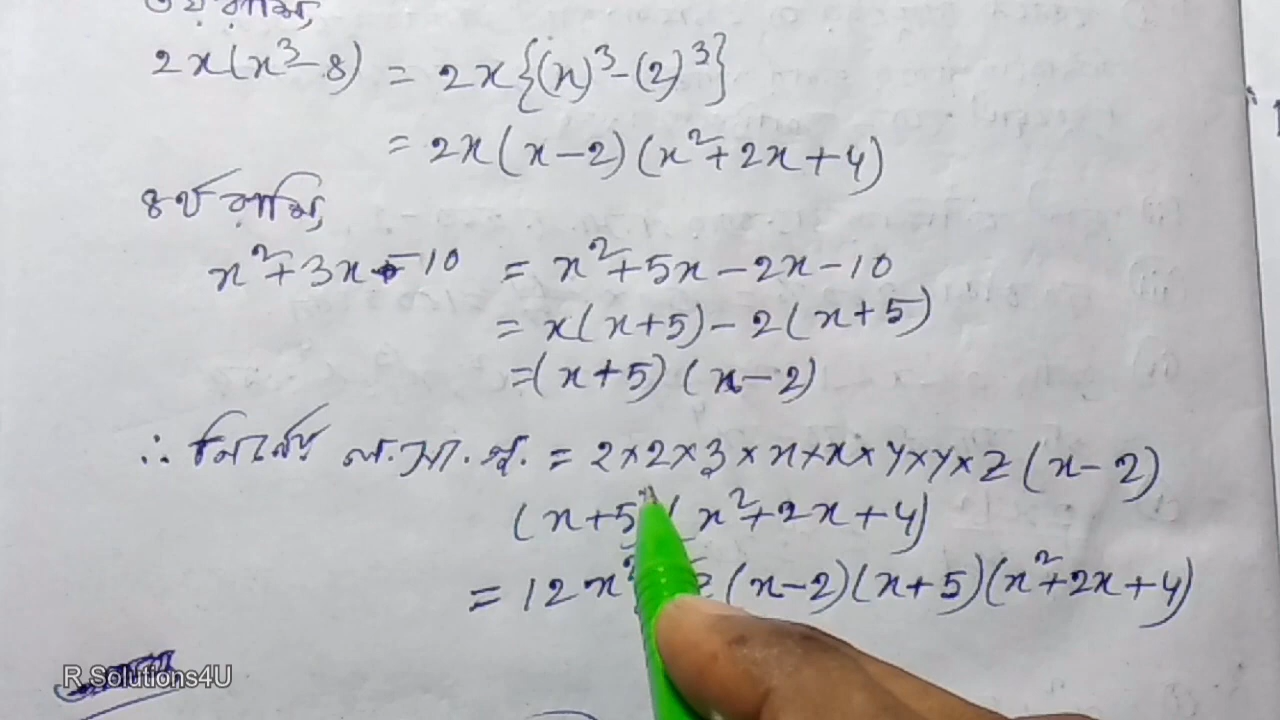 ৩য় রাশি,
2x(x³-8) = 2x{(x)³-(2)³}
= 2x(x-2)(x²+2x+4)
৪র্থ রাশি,
x²+3x-10 = x²+5x-2x-10
= x(x+5)-2(x+5)
=(x+5)(x-2)
∴ নির্ণেয় ল.সা.গু. = 2×2×3×x×x×y×y×z(x-2)
(x+5)(x²+2x+4)
= 12x² z(x-2)(x+5)(x²+2x+4)
R Solutions4U